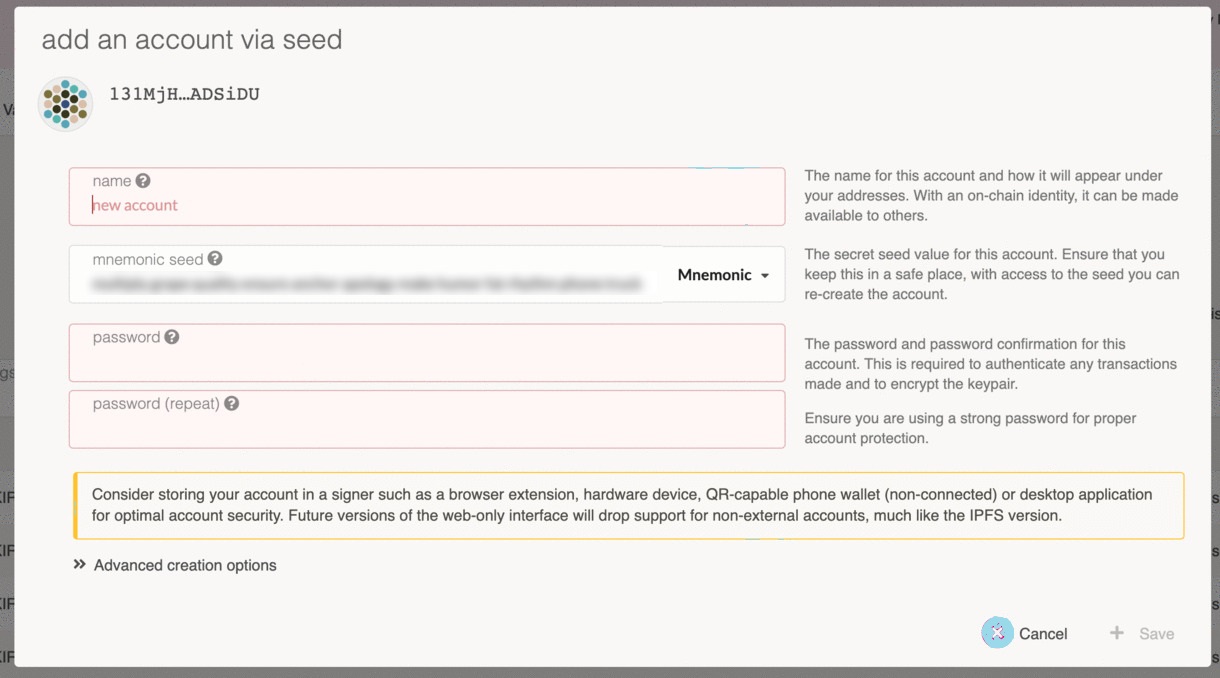 add an account via seed
131MjH…ADSiDU
name
new account
The name for this account and how it will appear under
your addresses. With an on-chain identity, it can be made
available to others.
mnemonic seed
Mnemonic
The secret seed value for this account. Ensure that you
keep this in a safe place, with access to the seed you can
re-create the account.
password
password (repeat)
The password and password confirmation for this
account. This is required to authenticate any transactions
made and to encrypt the keypair.
Ensure you are using a strong password for proper
account protection.
Consider storing your account in a signer such as a browser extension, hardware device, QR-capable phone wallet (non-connected) or desktop application
for optimal account security. Future versions of the web-only interface will drop support for non-external accounts, much like the IPFS version.
Advanced creation options
Cancel
Save